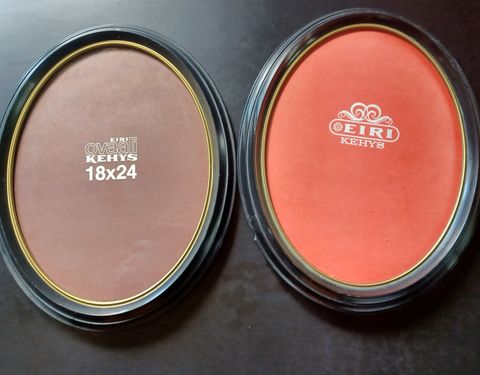 EIRI
ovaali
KEHYS
18x24
EIRI
KEHYS